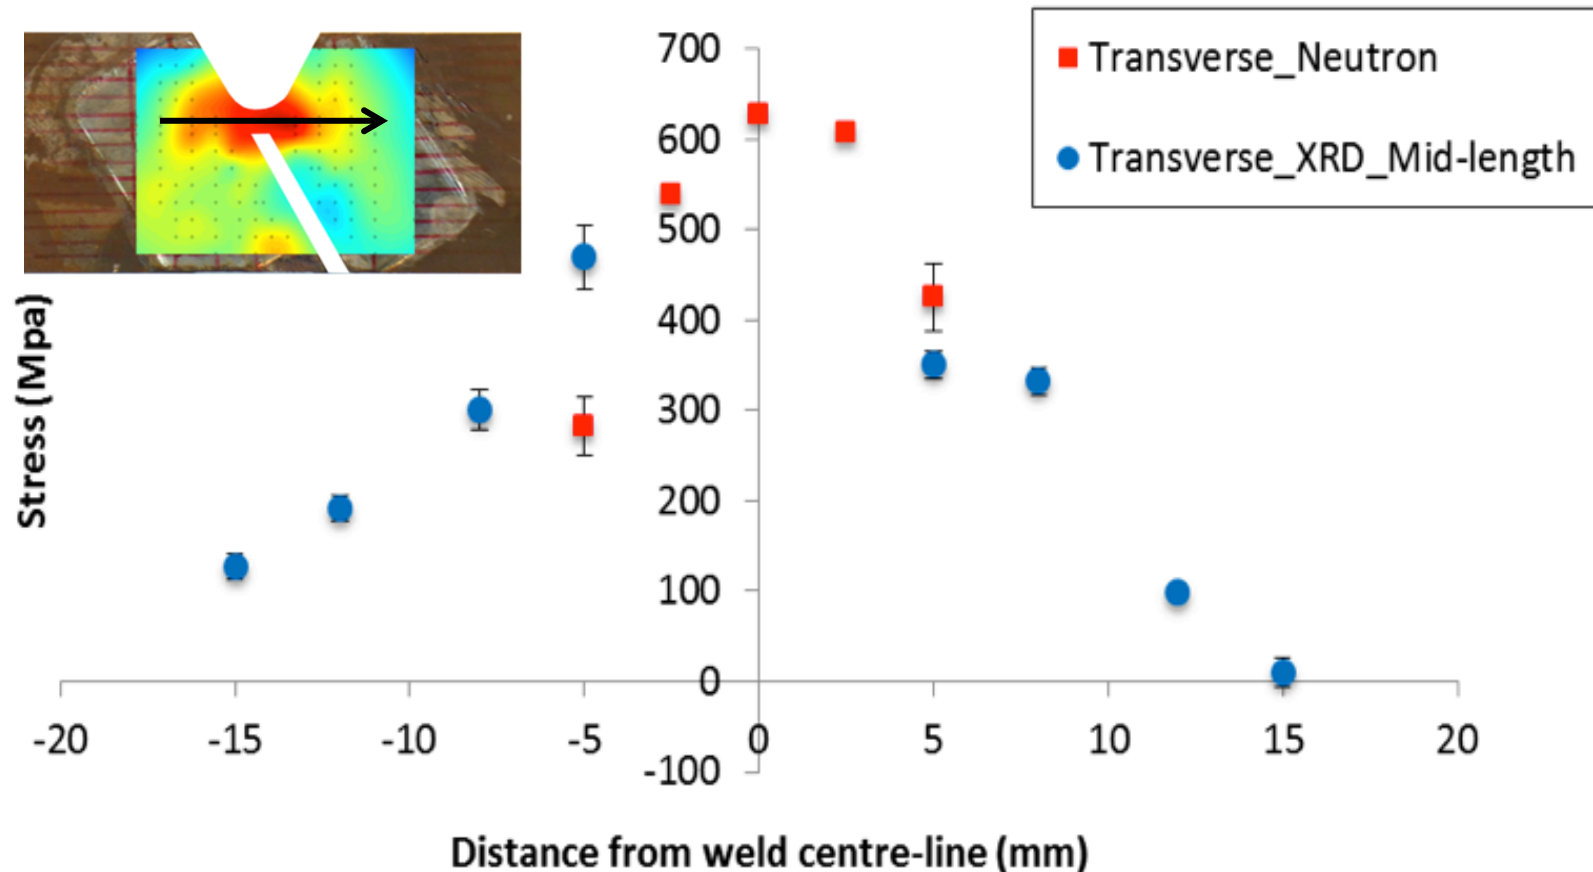 Transverse_Neutron
Transverse_XRD_Mid-length
700
600
500
400
300
200
100
0
-100
-20 -15 -10 -5 0 5 10 15 20
Stress (Mpa)
Distance from weld centre-line (mm)